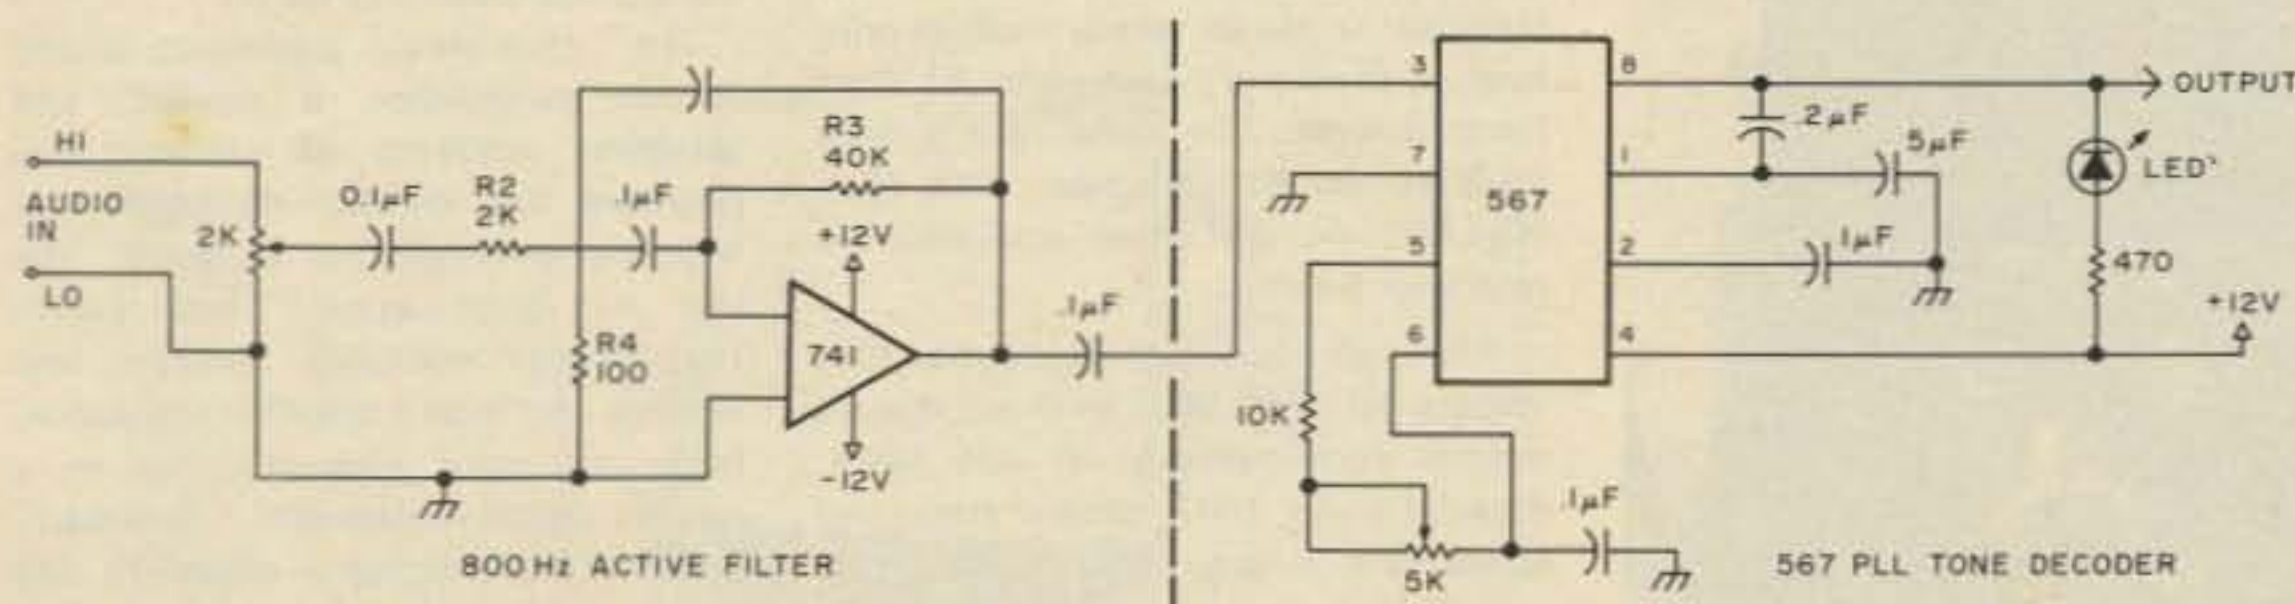 HI
AUDIO
IN
LO
2K
0.1µF
R2
2K
.1µF
R3
40K
+12V
741
-12V
R4
100
.1µF
800 Hz ACTIVE FILTER
3
7
5
6
567
8
1
2
4
10K
5K
.1µF
.2µF
5µF
1µF
OUTPUT
LED
470
+12V
567 PLL TONE DECODER